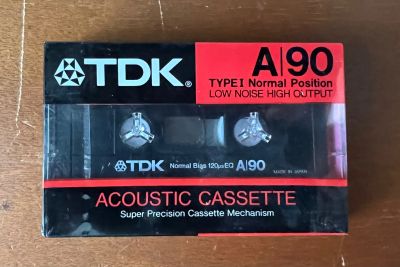 TDK®
A|90
TYPE I Normal Position
LOW NOISE HIGH OUTPUT
TDK Normal Bias 120µs EQ A|90
MADE IN JAPAN
ACOUSTIC CASSETTE
Super Precision Cassette Mechanism